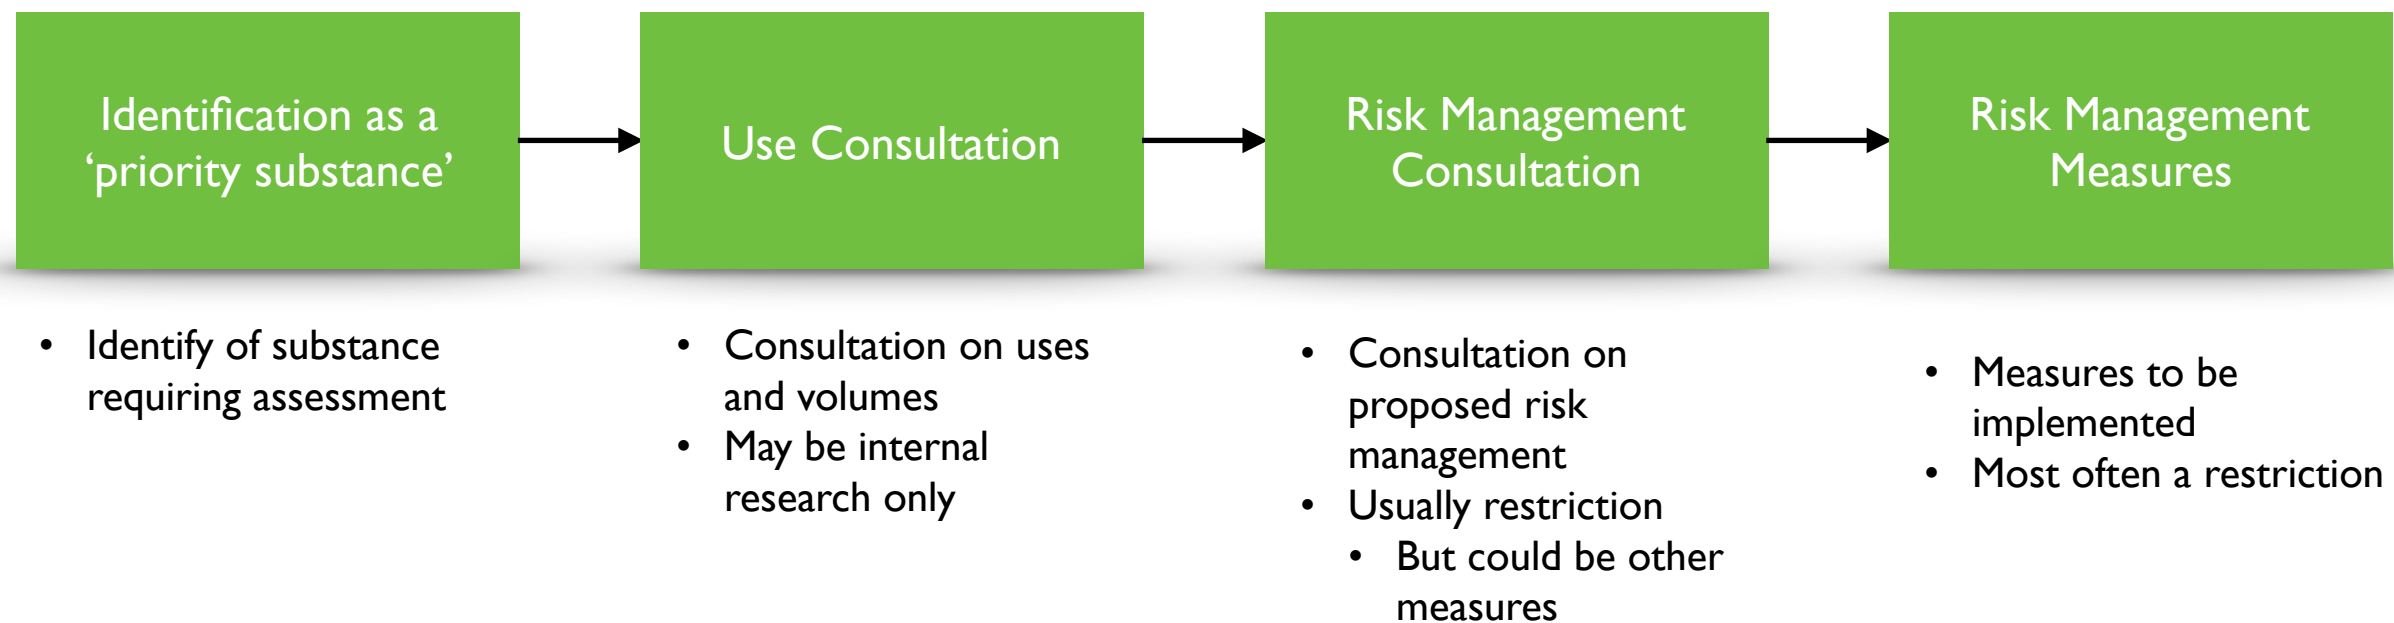 Identification as a
‘priority substance’
Use Consultation
Risk Management
Consultation
Risk Management
Measures
• Identify of substance
requiring assessment
• Consultation on uses
and volumes
• May be internal
research only
• Consultation on
proposed risk
management
• Usually restriction
• But could be other
measures
• Measures to be
implemented
• Most often a restriction